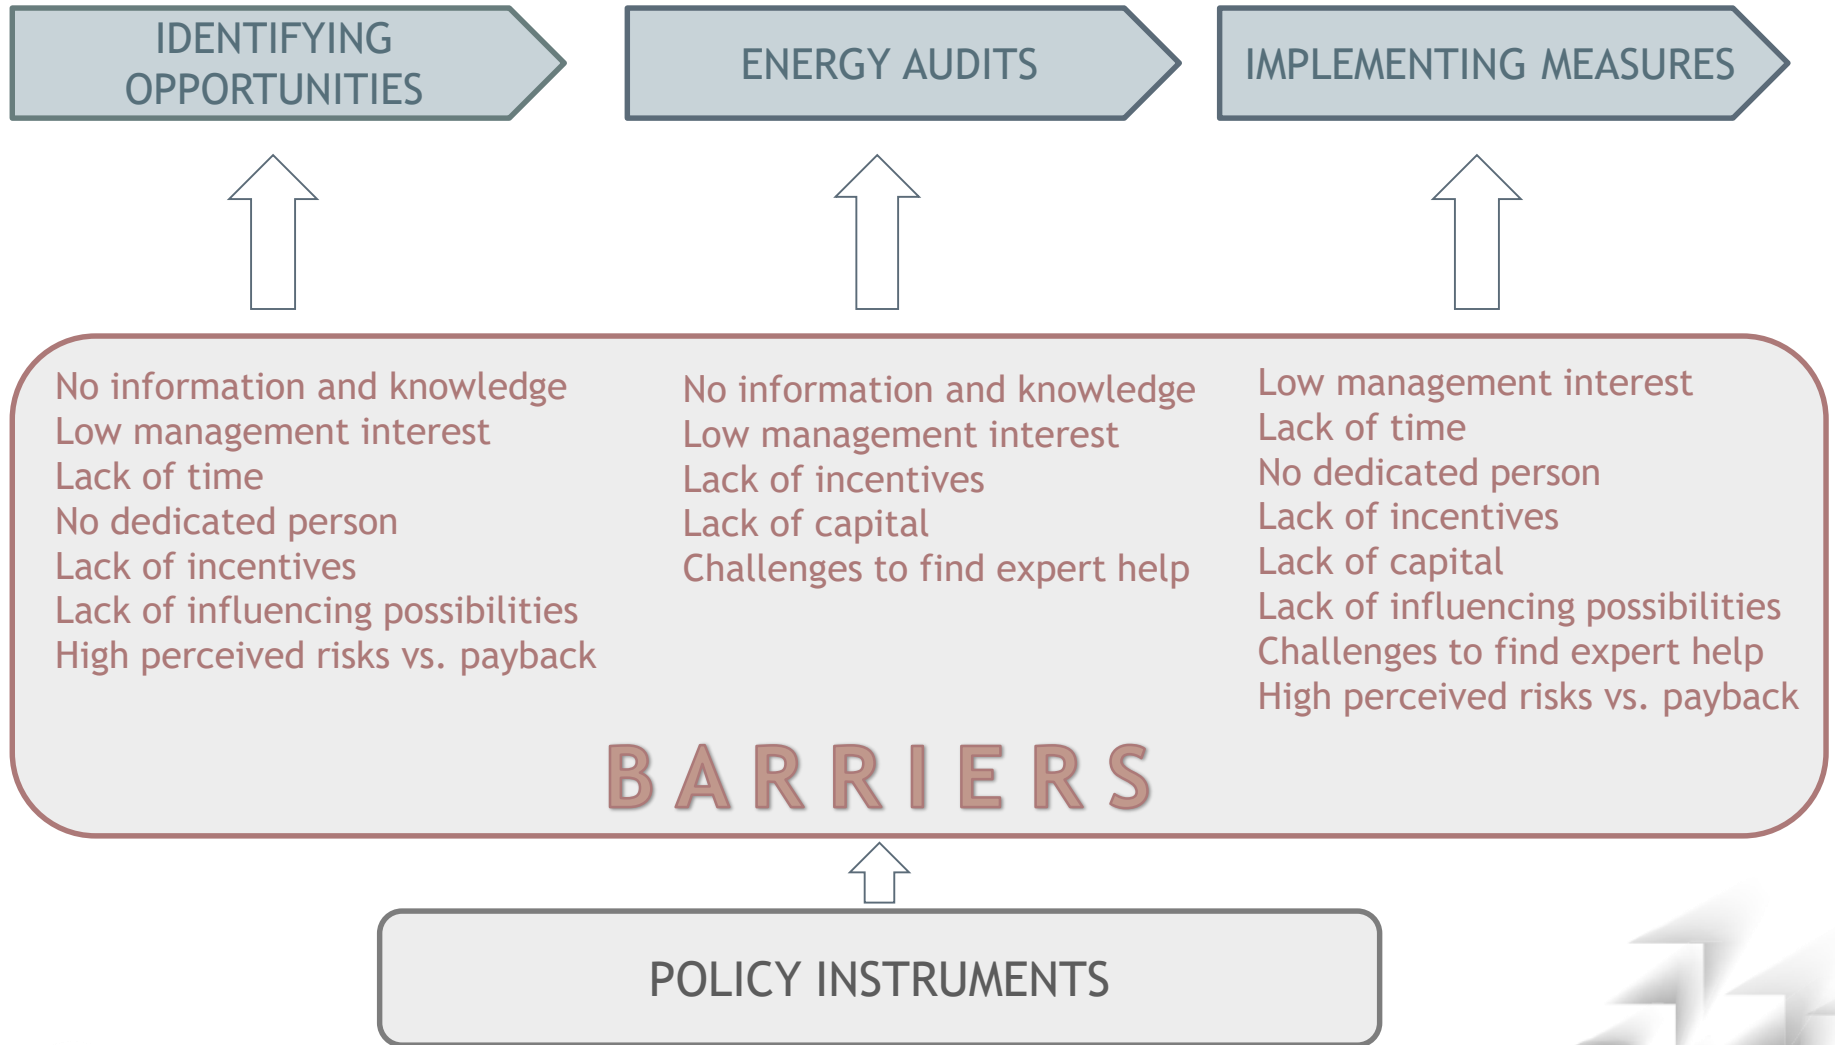 IDENTIFYING
OPPORTUNITIES
ENERGY AUDITS
IMPLEMENTING MEASURES
No information and knowledge
Low management interest
Lack of time
No dedicated person
Lack of incentives
Lack of influencing possibilities
High perceived risks vs. payback
No information and knowledge
Low management interest
Lack of incentives
Lack of capital
Challenges to find expert help
Low management interest
Lack of time
No dedicated person
Lack of incentives
Lack of capital
Lack of influencing possibilities
Challenges to find expert help
High perceived risks vs. payback
BARRIERS
POLICY INSTRUMENTS